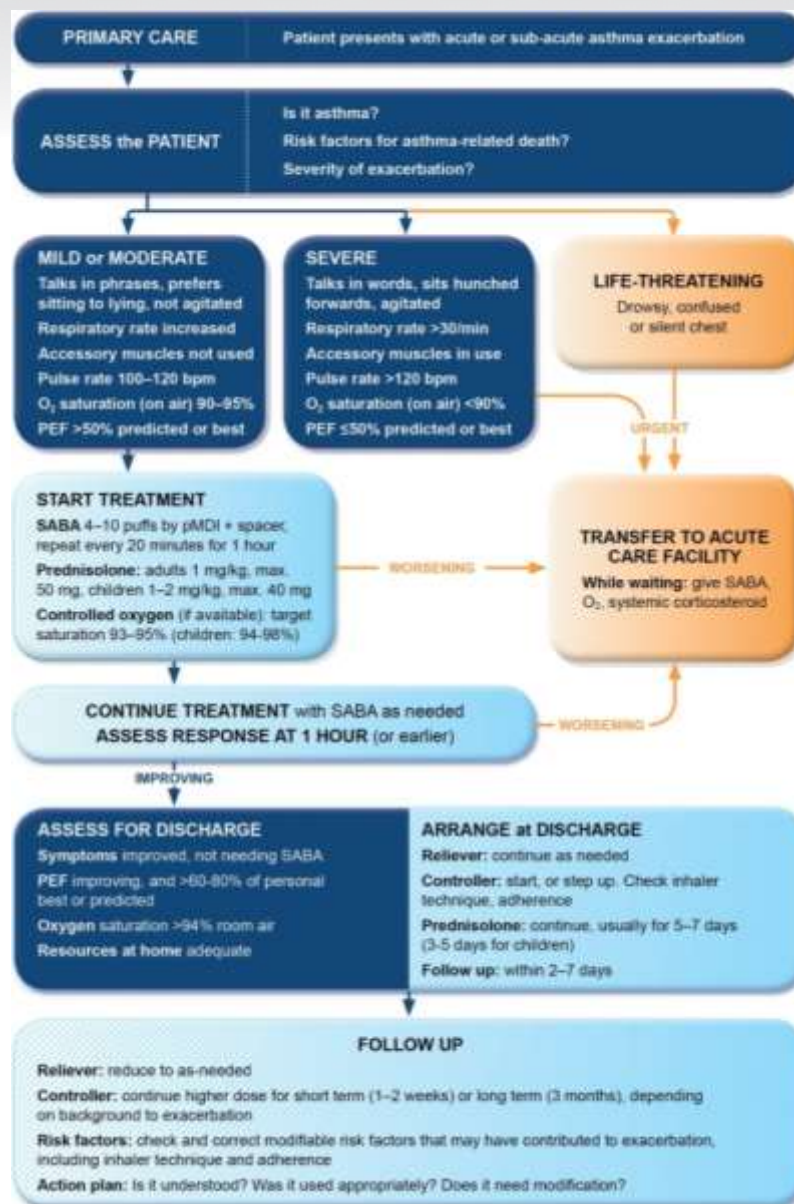 PRIMARY CARE
Patient presents with acute or sub-acute asthma exacerbation
ASSESS the PATIENT
Is it asthma?
Risk factors for asthma-related death?
Severity of exacerbation?
MILD or MODERATE
Talks in phrases, prefers
sitting to lying, not agitated
Respiratory rate increased
Accessory muscles not used
Pulse rate 100–120 bpm
O₂ saturation (on air) 90–95%
PEF >50% predicted or best
SEVERE
Talks in words, sits hunched
forwards, agitated
Respiratory rate >30/min
Accessory muscles in use
Pulse rate >120 bpm
O₂ saturation (on air) <90%
PEF ≤50% predicted or best
LIFE-THREATENING
Drowsy, confused
or silent chest
URGENT
START TREATMENT
SABA 4–10 puffs by pMDI + spacer,
repeat every 20 minutes for 1 hour
Prednisolone: adults 1 mg/kg, max.
50 mg, children 1–2 mg/kg, max. 40 mg
Controlled oxygen (if available): target
saturation 93–95% (children: 94-98%)
WORSENING
TRANSFER TO ACUTE
CARE FACILITY
While waiting: give SABA,
O₂, systemic corticosteroid
CONTINUE TREATMENT with SABA as needed
ASSESS RESPONSE AT 1 HOUR (or earlier)
WORSENING
IMPROVING
ASSESS FOR DISCHARGE
Symptoms improved, not needing SABA
PEF improving, and >60-80% of personal
best or predicted
Oxygen saturation >94% room air
Resources at home adequate
ARRANGE at DISCHARGE
Reliever: continue as needed
Controller: start, or step up. Check inhaler
technique, adherence
Prednisolone: continue, usually for 5–7 days
(3-5 days for children)
Follow up: within 2–7 days
FOLLOW UP
Reliever: reduce to as-needed
Controller: continue higher dose for short term (1–2 weeks) or long term (3 months), depending
on background to exacerbation
Risk factors: check and correct modifiable risk factors that may have contributed to exacerbation,
including inhaler technique and adherence
Action plan: Is it understood? Was it used appropriately? Does it need modification?